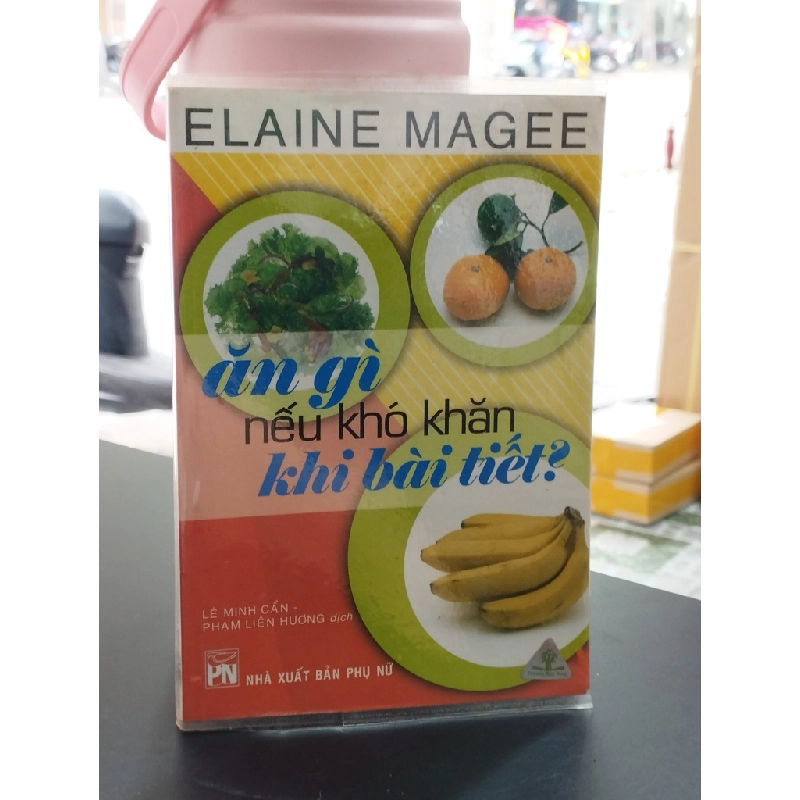 ELAINE MAGEE
ăn gì
nếu khó khăn
khi bài tiết?
LÊ MINH CẨN -
PHẠM LIÊN HƯƠNG dịch
PN
NHÀ XUẤT BẢN PHỤ NỮ